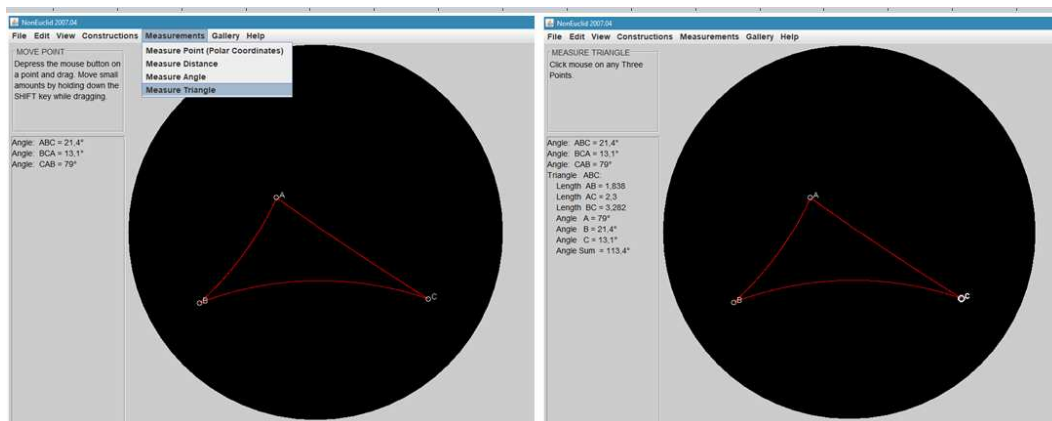 NonEuclid 2007.04
File Edit View Constructions Measurements Gallery Help
MOVE POINT
Depress the mouse button on
a point and drag. Move small
amounts by holding down the
SHIFT key while dragging.
Measure Point (Polar Coordinates)
Measure Distance
Measure Angle
Measure Triangle
Angle: ABC = 21,4°
Angle: BCA = 13,1°
Angle: CAB = 79°
A
B
C
NonEuclid 2007.04
File Edit View Constructions Measurements Gallery Help
MEASURE TRIANGLE
Click mouse on any Three
Points.
Angle: ABC = 21,4°
Angle: BCA = 13,1°
Angle: CAB = 79°
Triangle ABC:
Length AB = 1,838
Length AC = 2,3
Length BC = 3,282
Angle A = 79°
Angle B = 21,4°
Angle C = 13,1°
Angle Sum = 113,4°
A
B
C